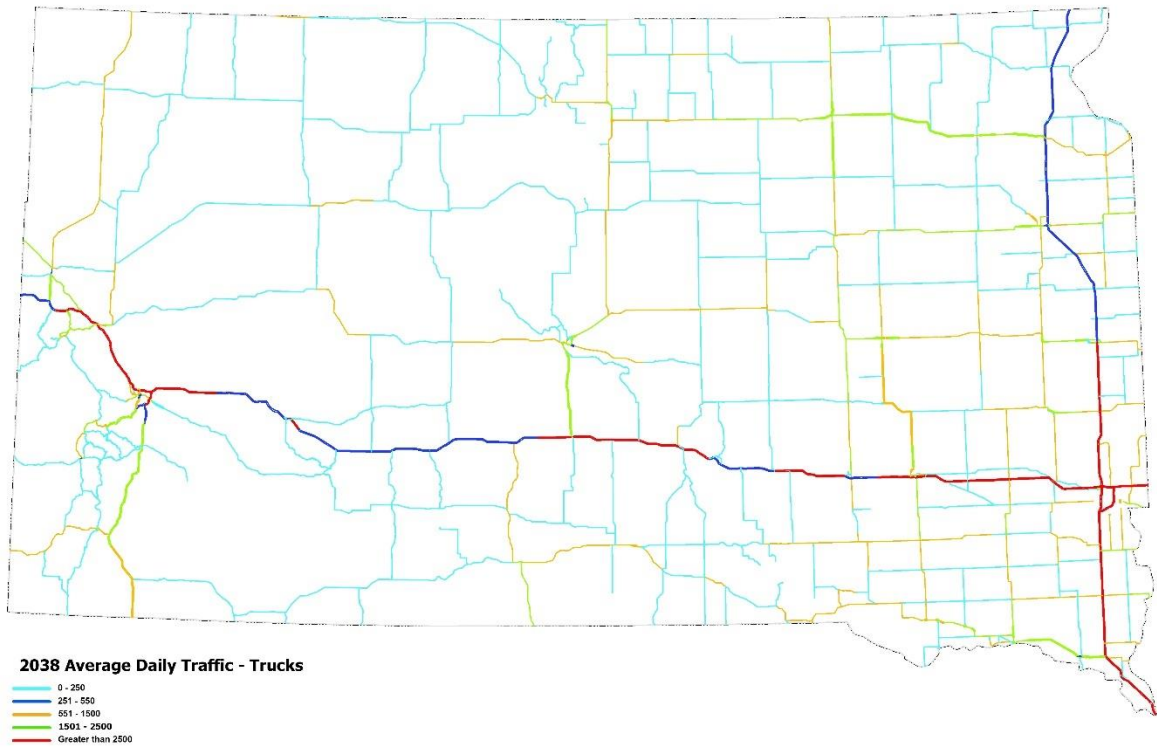 2038 Average Daily Traffic - Trucks
0 - 250
251 - 550
551 - 1500
1501 - 2500
Greater than 2500